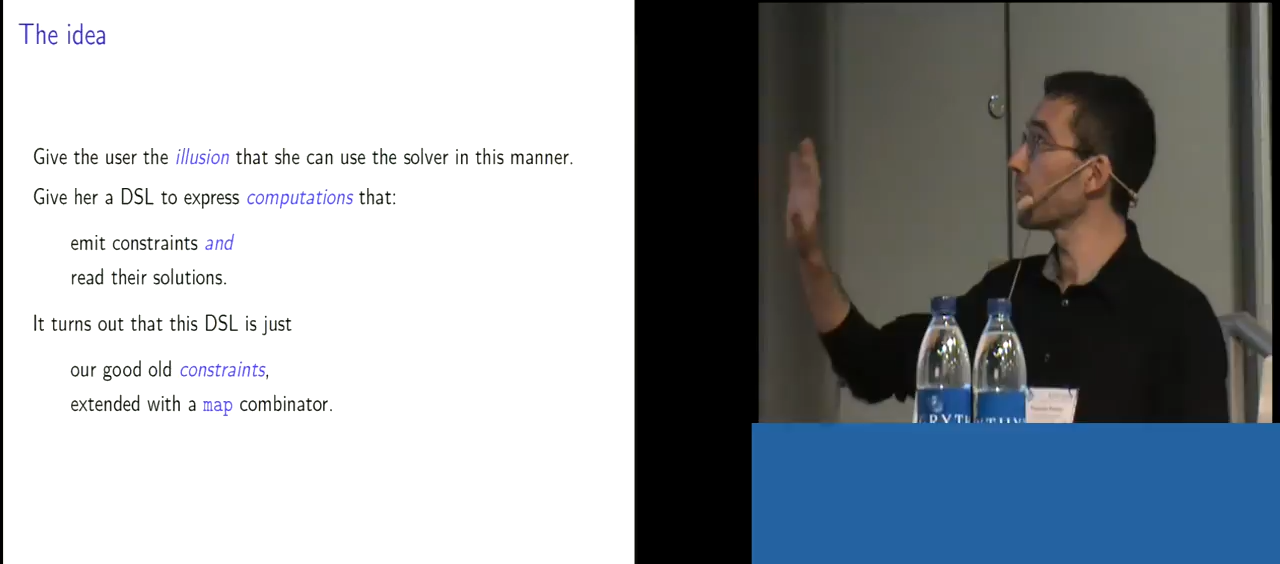 The idea
Give the user the illusion that she can use the solver in this manner.
Give her a DSL to express computations that:
emit constraints and
read their solutions.
It turns out that this DSL is just
our good old constraints,
extended with a map combinator.